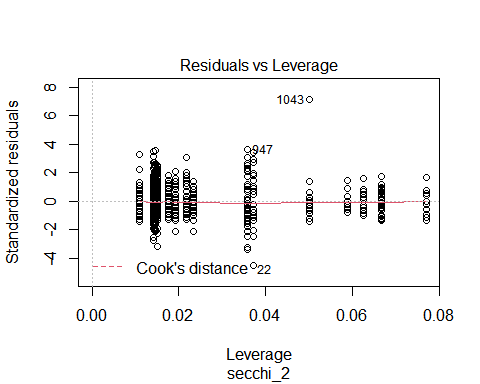 Residuals vs Leverage
Standardized residuals
8
6
4
2
0
-2
-4
1043
947
22
Cook's distance
0.00 0.02 0.04 0.06 0.08
Leverage
secchi_2